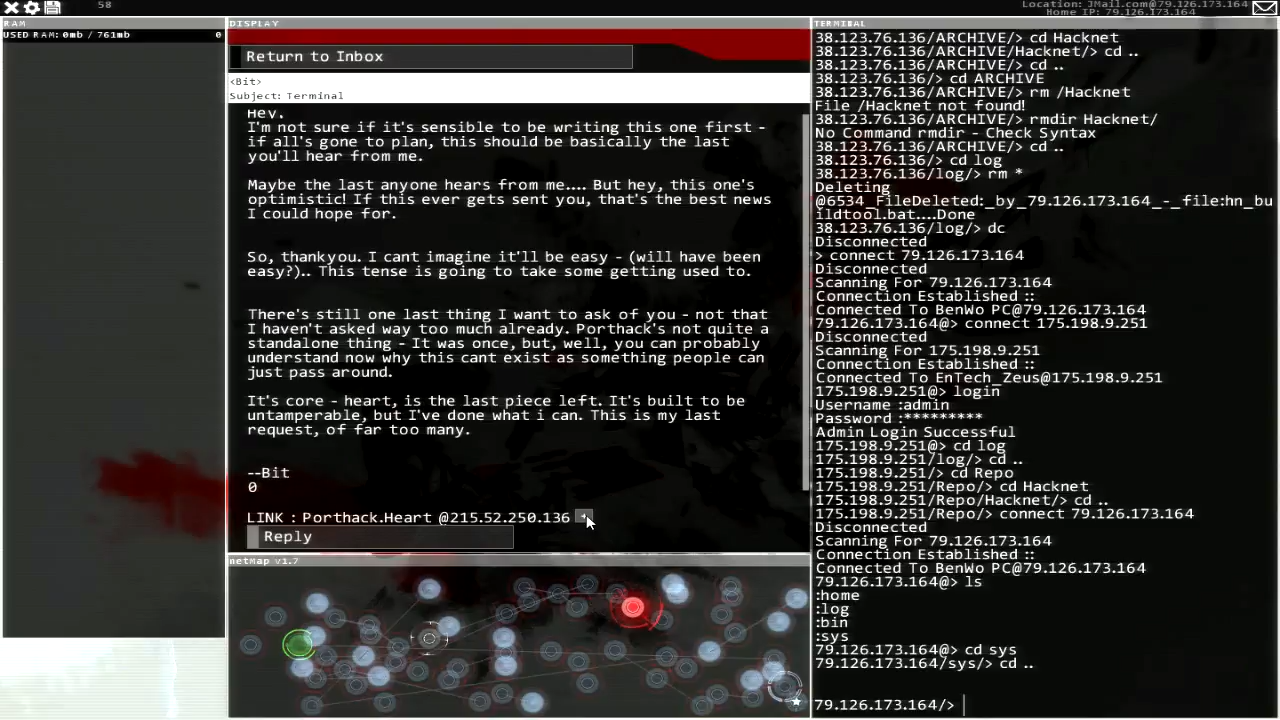 58
Location: JMail.com@79.126.173.164
Home IP: 79.126.173.164
RAM
USED RAM: 0mb / 761mb
0
DISPLAY
Return to Inbox
<Bit>
Subject: Terminal
Hey.
I'm not sure if it's sensible to be writing this one first -
if all's gone to plan, this should be basically the last
you'll hear from me.
Maybe the last anyone hears from me.... But hey, this one's
optimistic! If this ever gets sent you, that's the best news
I could hope for.
So, thankyou. I cant imagine it'll be easy - (will have been
easy?).. This tense is going to take some getting used to.
There's still one last thing I want to ask of you - not that
I haven't asked way too much already. Porthack's not quite a
standalone thing - It was once, but, well, you can probably
understand now why this cant exist as something people can
just pass around.
It's core - heart, is the last piece left. It's built to be
untamperable, but I've done what i can. This is my last
request, of far too many.
--Bit
0
LINK : Porthack.Heart @215.52.250.136
+
Reply
netMap v1.7
TERMINAL
38.123.76.136/ARCHIVE/> cd Hacknet
38.123.76.136/ARCHIVE/Hacknet/> cd ..
38.123.76.136/ARCHIVE/> cd ..
38.123.76.136/> cd ARCHIVE
38.123.76.136/ARCHIVE/> rm /Hacknet
File /Hacknet not found!
38.123.76.136/ARCHIVE/> rmdir Hacknet/
No Command rmdir - Check Syntax
38.123.76.136/ARCHIVE/> cd ..
38.123.76.136/> cd log
38.123.76.136/log/> rm *
Deleting
@6534_FileDeleted:_by_79.126.173.164_-_file:hn_bu
ildtool.bat....Done
38.123.76.136/log/> dc
Disconnected
> connect 79.126.173.164
Disconnected
Scanning For 79.126.173.164
Connection Established ::
Connected To BenWo PC@79.126.173.164
79.126.173.164@> connect 175.198.9.251
Disconnected
Scanning For 175.198.9.251
Connection Established ::
Connected To EnTech_Zeus@175.198.9.251
175.198.9.251@> login
Username :admin
Password :*********
Admin Login Successful
175.198.9.251@> cd log
175.198.9.251/log/> cd ..
175.198.9.251/> cd Repo
175.198.9.251/Repo/> cd Hacknet
175.198.9.251/Repo/Hacknet/> cd ..
175.198.9.251/Repo/> connect 79.126.173.164
Disconnected
Scanning For 79.126.173.164
Connection Established ::
Connected To BenWo PC@79.126.173.164
79.126.173.164@> ls
:home
:log
:bin
:sys
79.126.173.164@> cd sys
79.126.173.164/sys/> cd ..
79.126.173.164/>